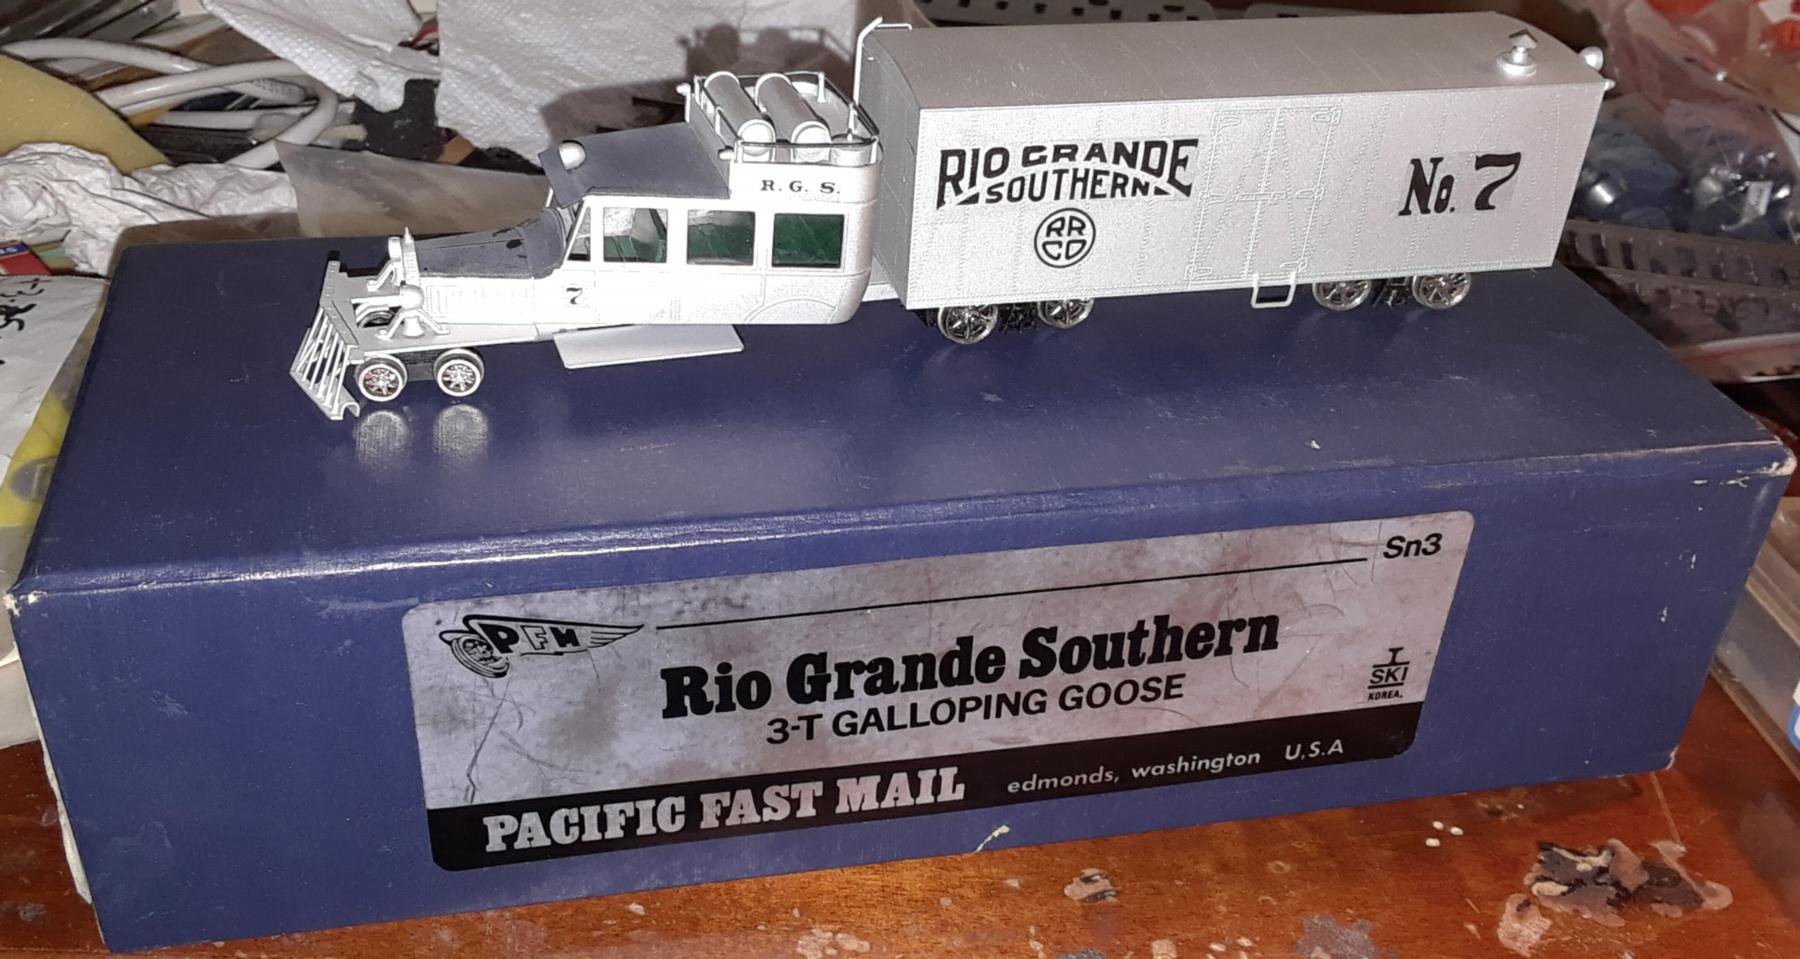 R. G. S.
7
RIO GRANDE
SOUTHERN
RR
CO
No. 7
Sn3
PFM
Rio Grande Southern
3-T GALLOPING GOOSE
I
SKI
KOREA.
PACIFIC FAST MAIL
edmonds, washington U.S.A